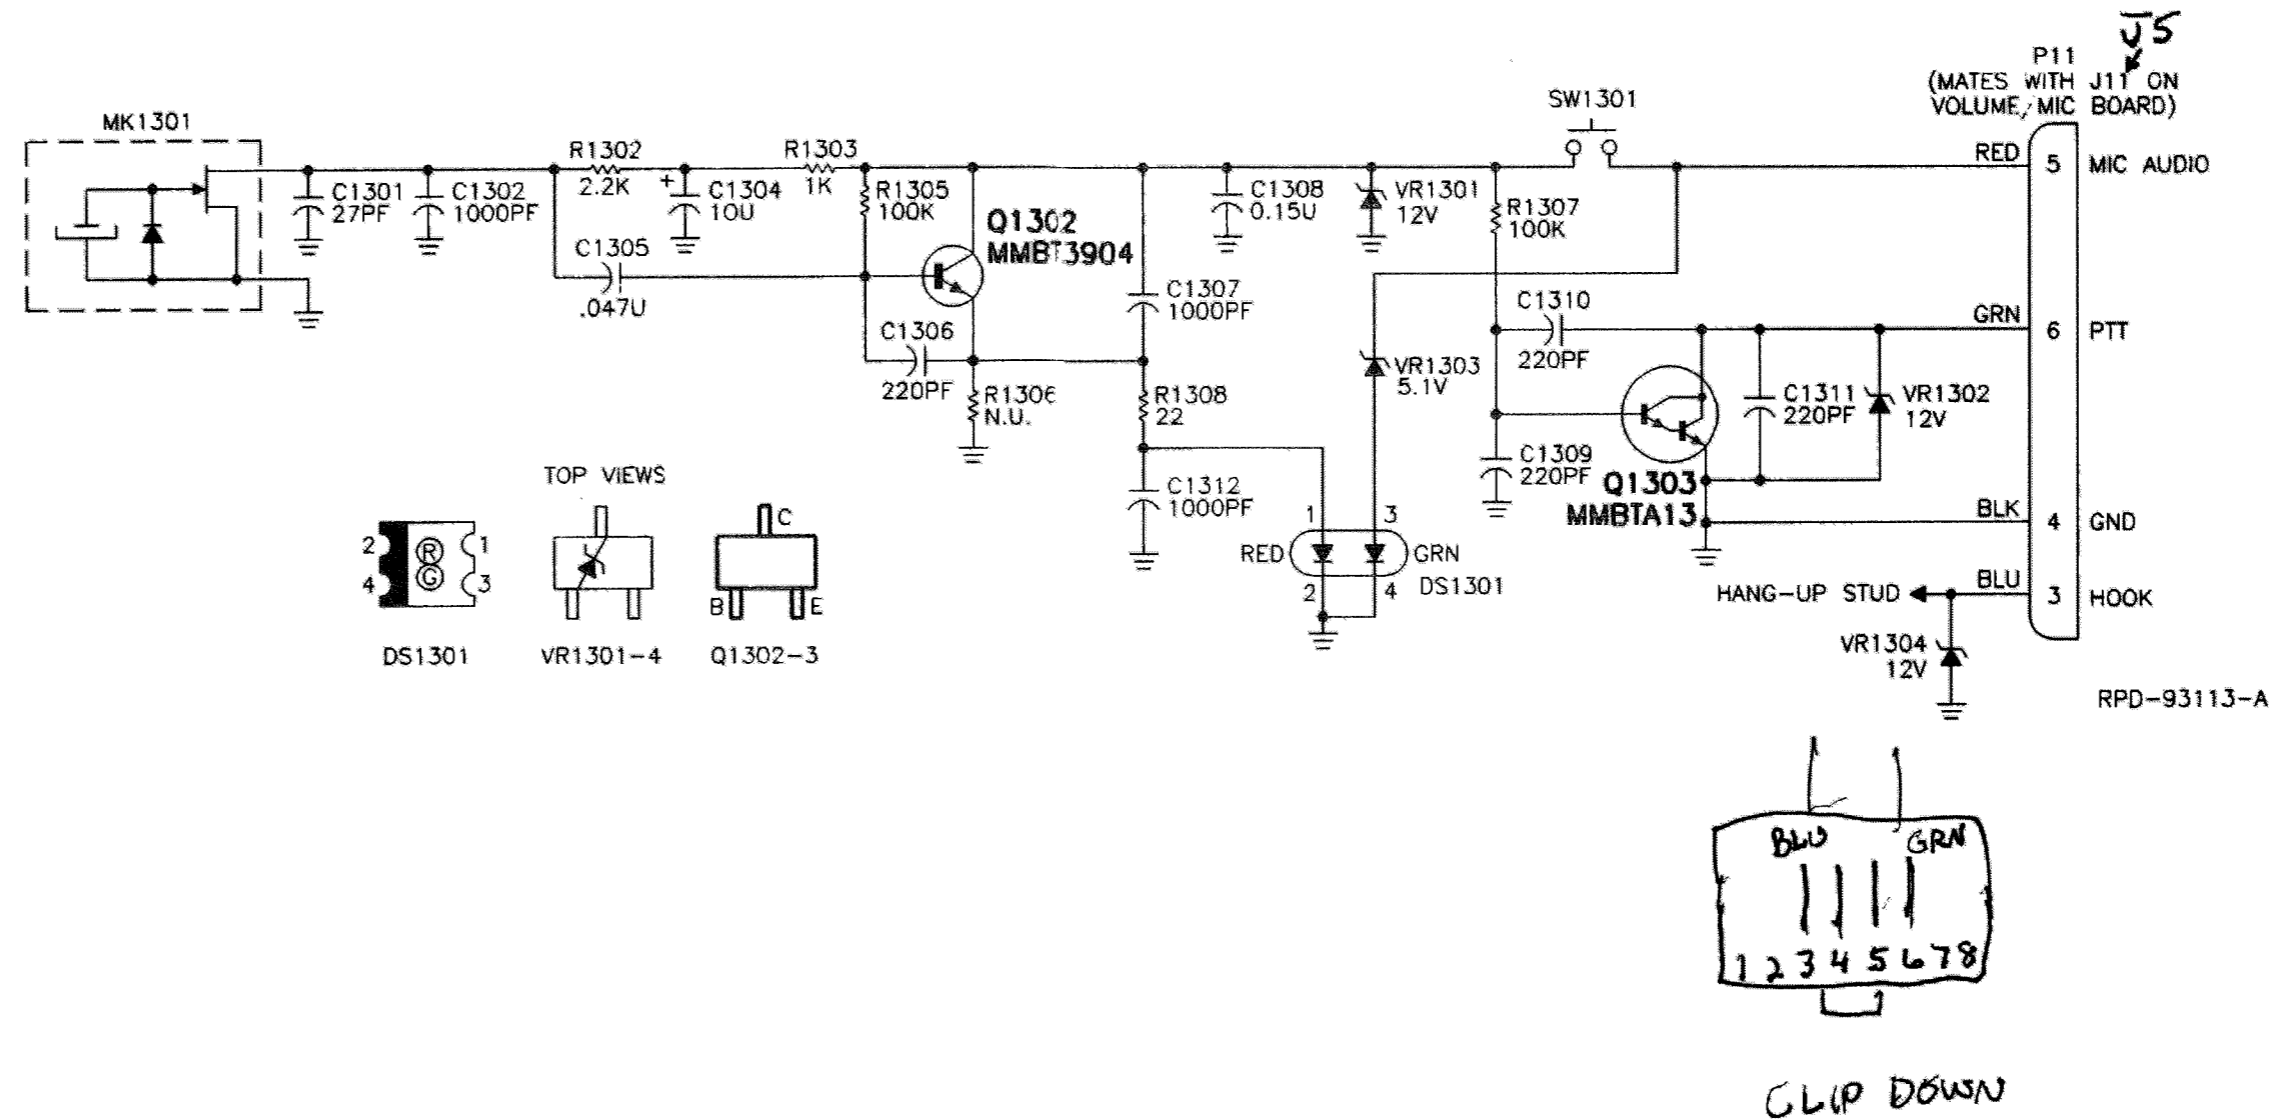 J5
P11
(MATES WITH J11 ON
VOLUME/MIC BOARD)
SW1301
MK1301
R1302
2.2K
R1303
1K
RED
5
MIC AUDIO
C1301
27PF
C1302
1000PF
+
C1304
10U
R1305
100K
Q1302
MMBT3904
C1308
0.15U
VR1301
12V
R1307
100K
C1305
.047U
C1307
1000PF
C1310
220PF
GRN
6
PTT
C1306
220PF
R1306
N.U.
R1308
22
VR1303
5.1V
C1311
220PF
VR1302
12V
C1309
220PF
Q1303
MMBTA13
C1312
1000PF
BLK
4
GND
1
3
RED
GRN
2
4
DS1301
HANG-UP STUD
BLU
3
HOOK
VR1304
12V
TOP VIEWS
2
R
1
4
G
3
C
B
E
DS1301
VR1301-4
Q1302-3
RPD-93113-A
BLU
GRN
1 2 3 4 5 6 7 8
CLIP DOWN